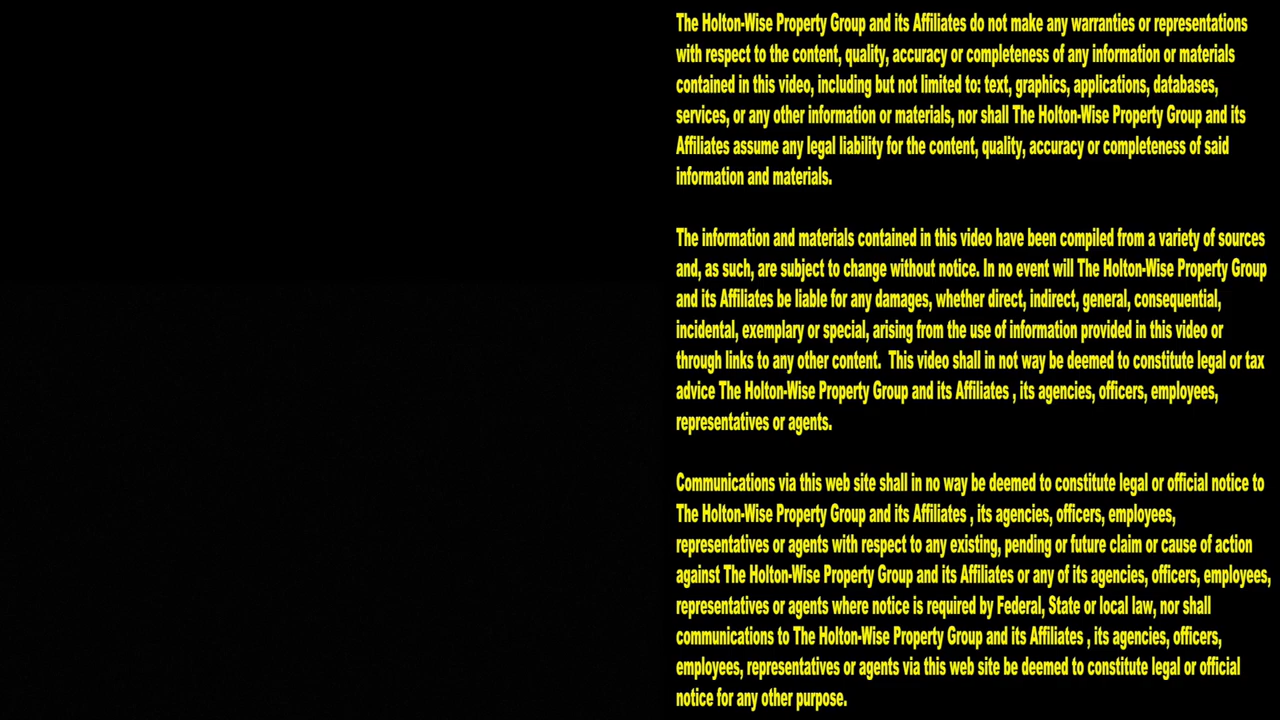 The Holton-Wise Property Group and its Affiliates do not make any warranties or representations
with respect to the content, quality, accuracy or completeness of any information or materials
contained in this video, including but not limited to: text, graphics, applications, databases,
services, or any other information or materials, nor shall The Holton-Wise Property Group and its
Affiliates assume any legal liability for the content, quality, accuracy or completeness of said
information and materials.
The information and materials contained in this video have been compiled from a variety of sources
and, as such, are subject to change without notice. In no event will The Holton-Wise Property Group
and its Affiliates be liable for any damages, whether direct, indirect, general, consequential,
incidental, exemplary or special, arising from the use of information provided in this video or
through links to any other content.  This video shall in not way be deemed to constitute legal or tax
advice The Holton-Wise Property Group and its Affiliates , its agencies, officers, employees,
representatives or agents.
Communications via this web site shall in no way be deemed to constitute legal or official notice to
The Holton-Wise Property Group and its Affiliates , its agencies, officers, employees,
representatives or agents with respect to any existing, pending or future claim or cause of action
against The Holton-Wise Property Group and its Affiliates or any of its agencies, officers, employees,
representatives or agents where notice is required by Federal, State or local law, nor shall
communications to The Holton-Wise Property Group and its Affiliates , its agencies, officers,
employees, representatives or agents via this web site be deemed to constitute legal or official
notice for any other purpose.